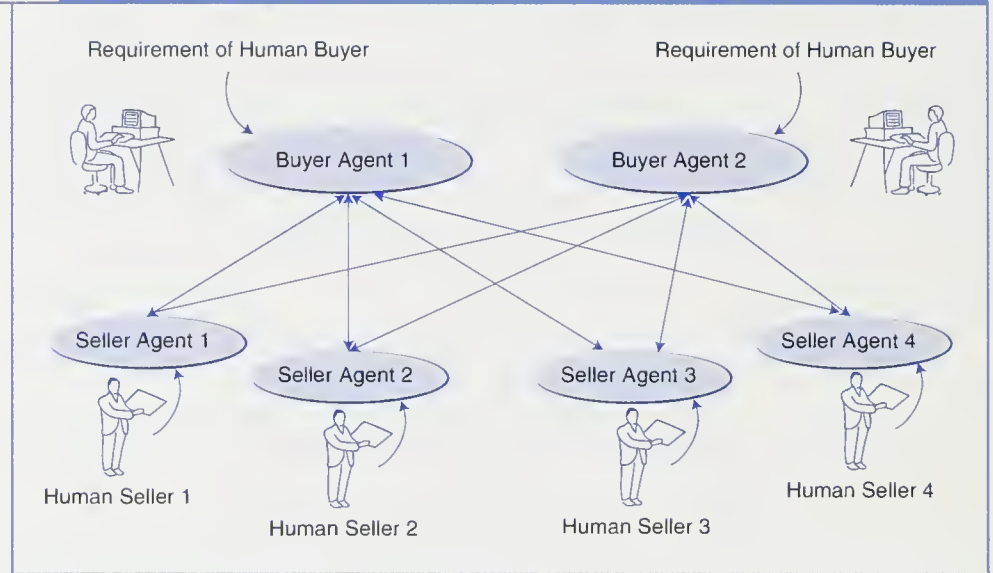 Requirement of Human Buyer
Requirement of Human Buyer
Buyer Agent 1
Buyer Agent 2
Seller Agent 1
Seller Agent 2
Seller Agent 3
Seller Agent 4
Human Seller 1
Human Seller 2
Human Seller 3
Human Seller 4